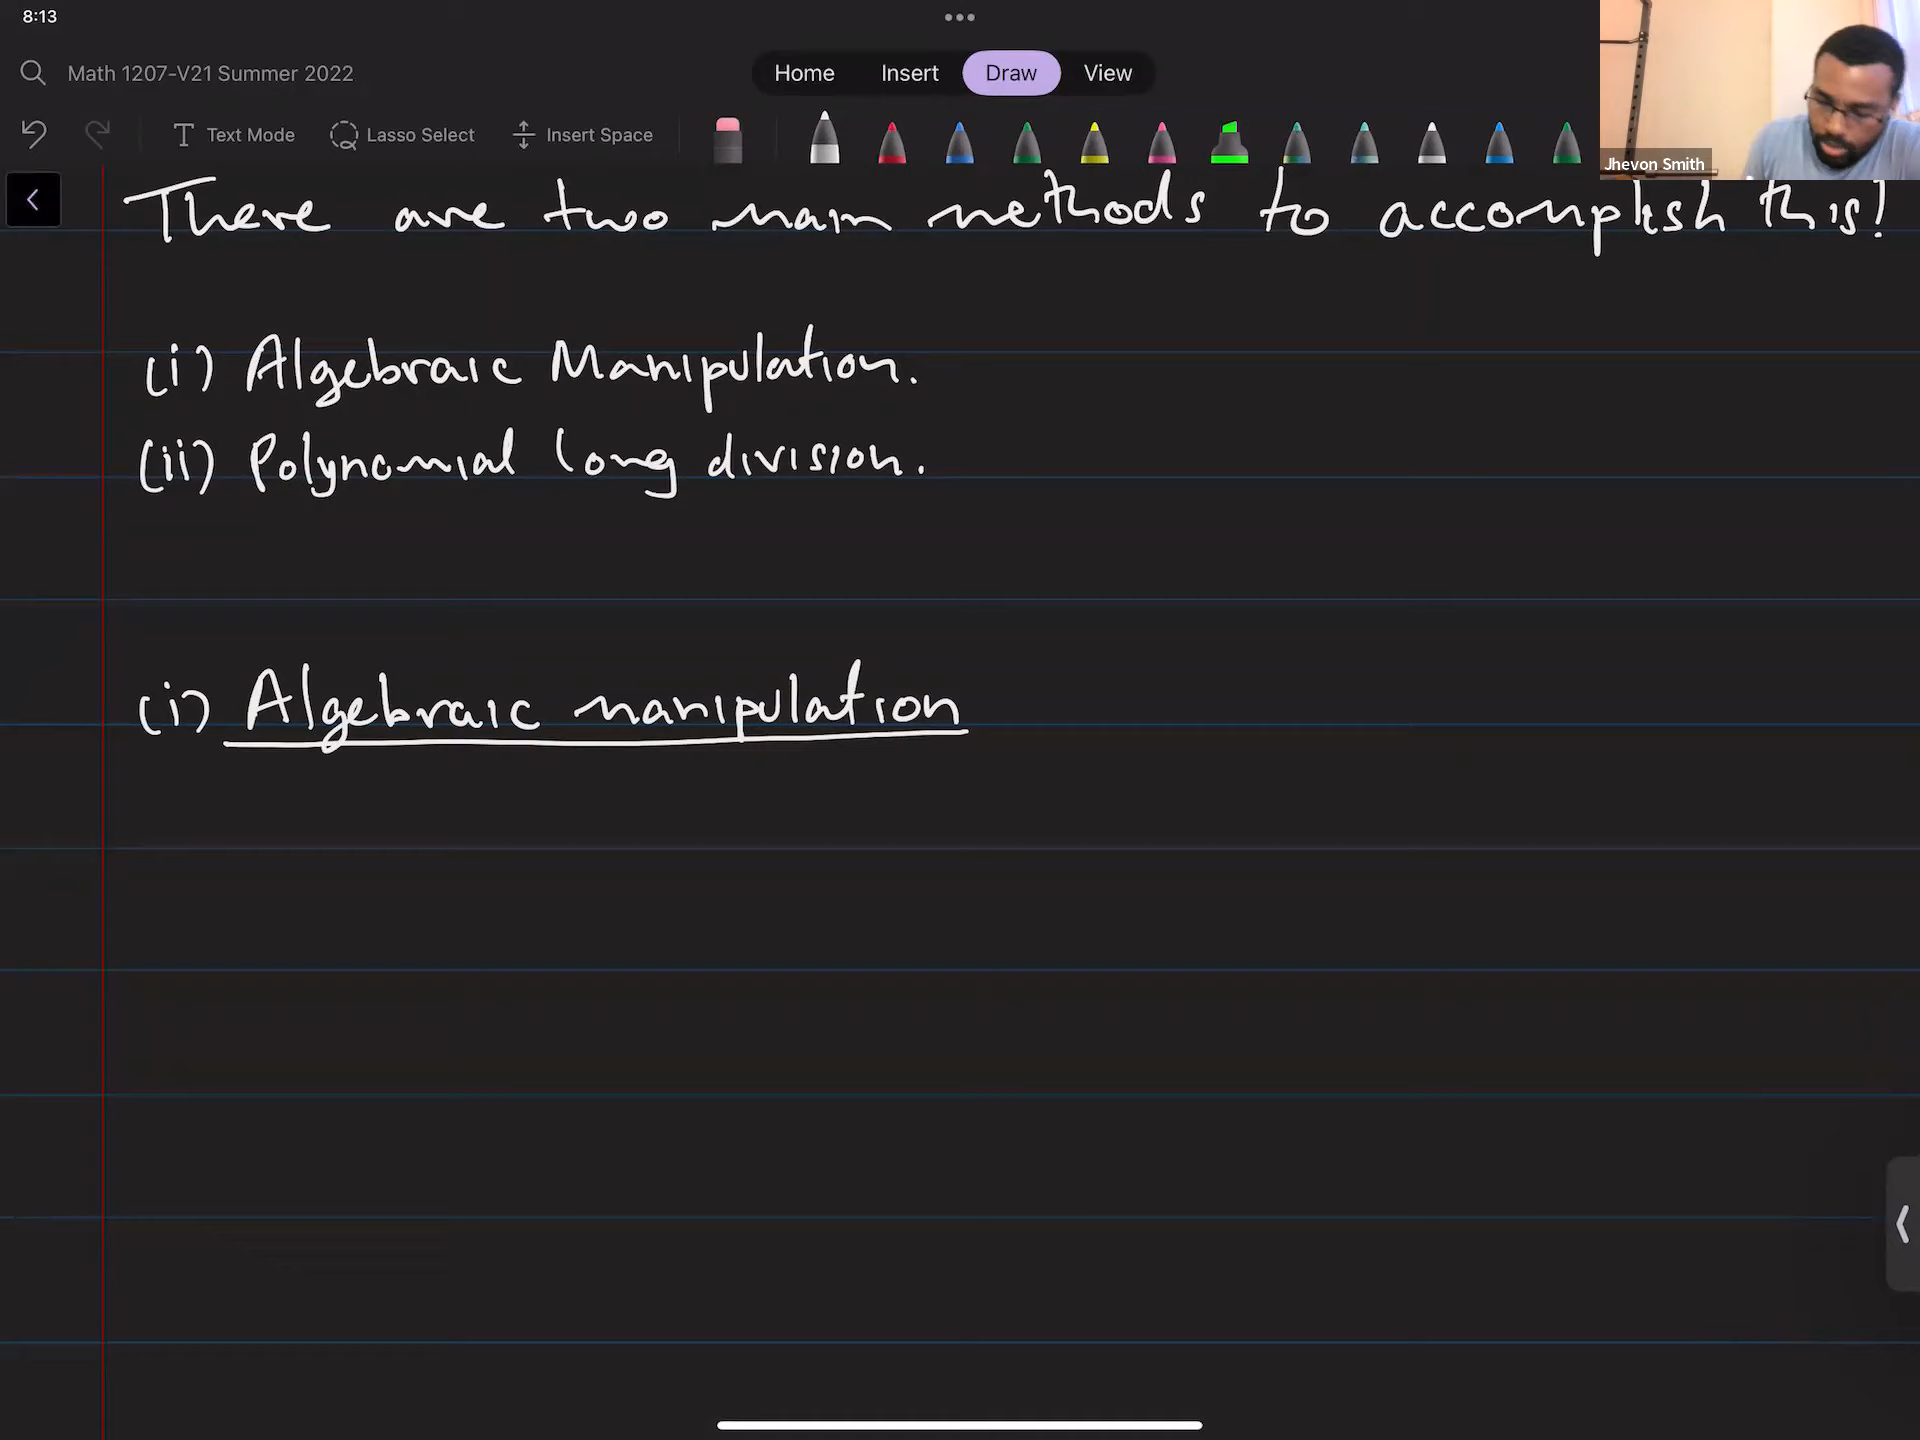 8:13
Math 1207-V21 Summer 2022
Home Insert Draw View
Text Mode Lasso Select Insert Space
Jhevon Smith
There are two main methods to accomplish this!
(i) Algebraic Manipulation.
(ii) Polynomial long division.
(i) Algebraic manipulation